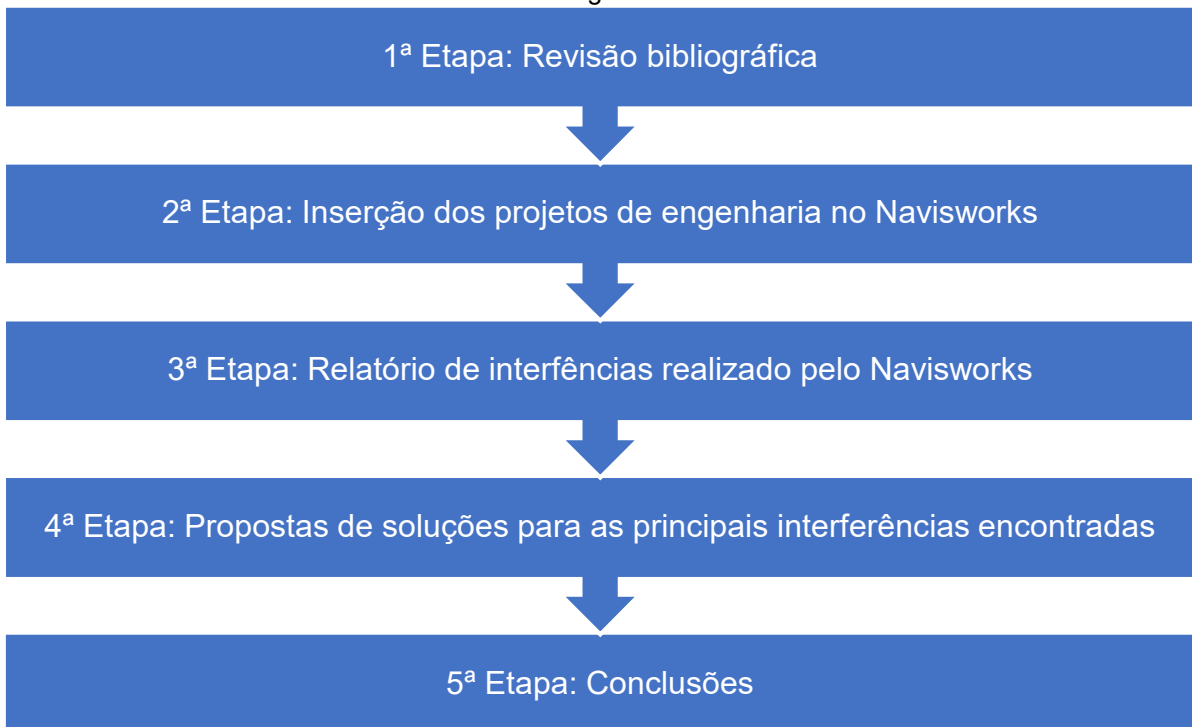 1ª Etapa: Revisão bibliográfica
2ª Etapa: Inserção dos projetos de engenharia no Navisworks
3ª Etapa: Relatório de interfências realizado pelo Navisworks
4ª Etapa: Propostas de soluções para as principais interferências encontradas
5ª Etapa: Conclusões